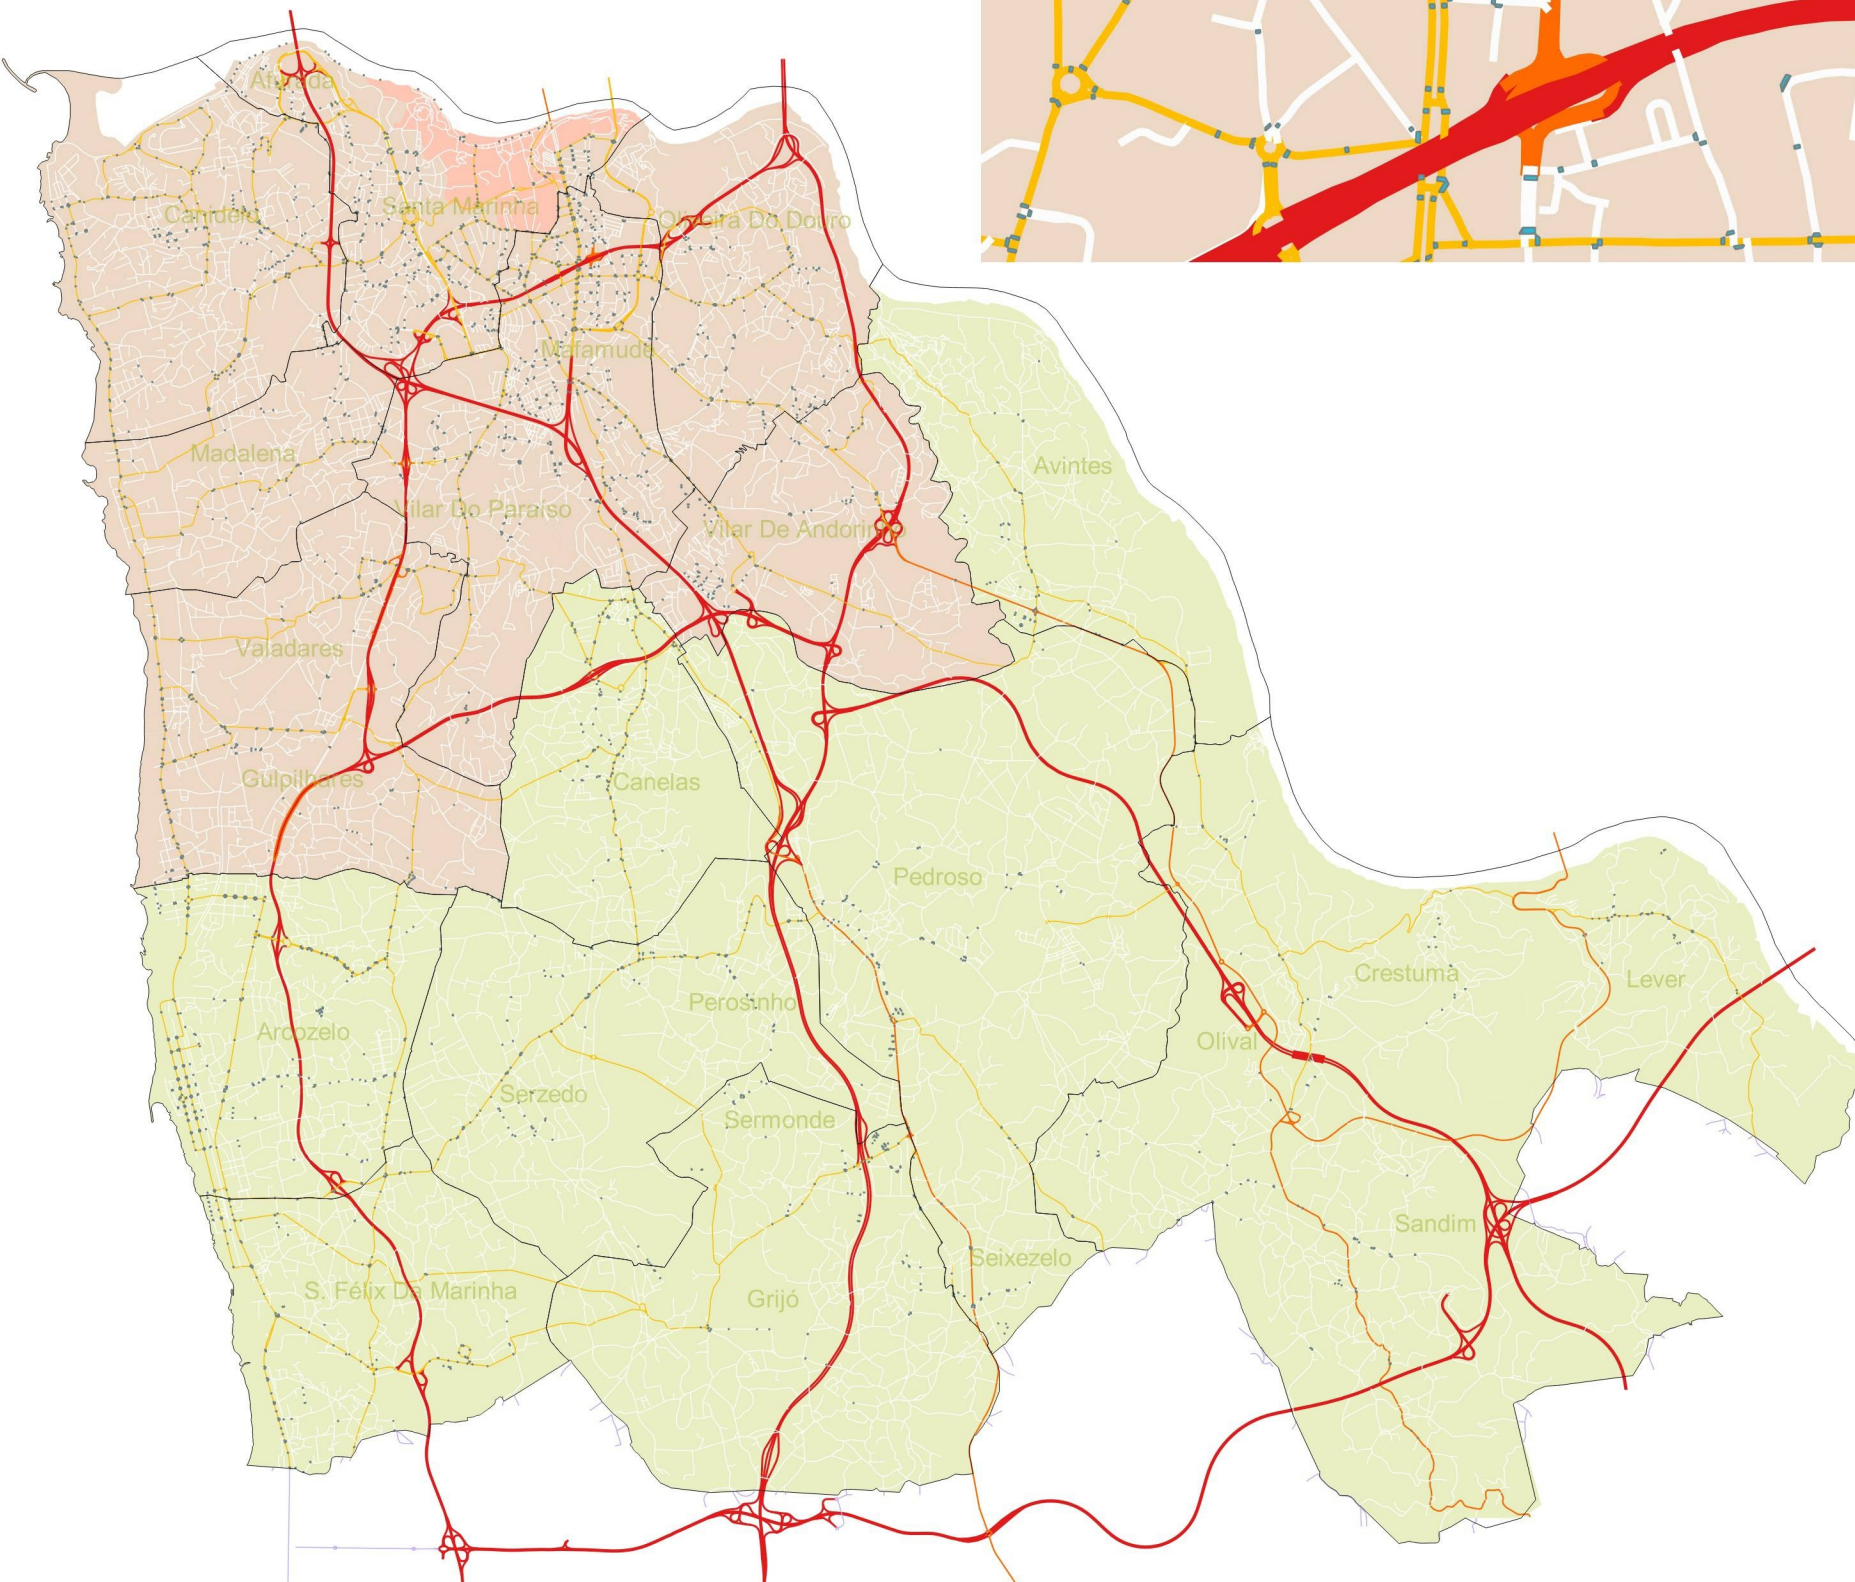 Afurada
Canidelo
Santa Marinha
Oliveira Do Douro
Mafamude
Madalena
Avintes
Vilar Do Paraiso
Vilar De Andorinho
Valadares
Gulpilhares
Canelas
Pedroso
Crestuma
Lever
Perosinho
Arcozelo
Olival
Serzedo
Sermonde
Sandim
Seixezelo
S. Félix Da Marinha
Grijó